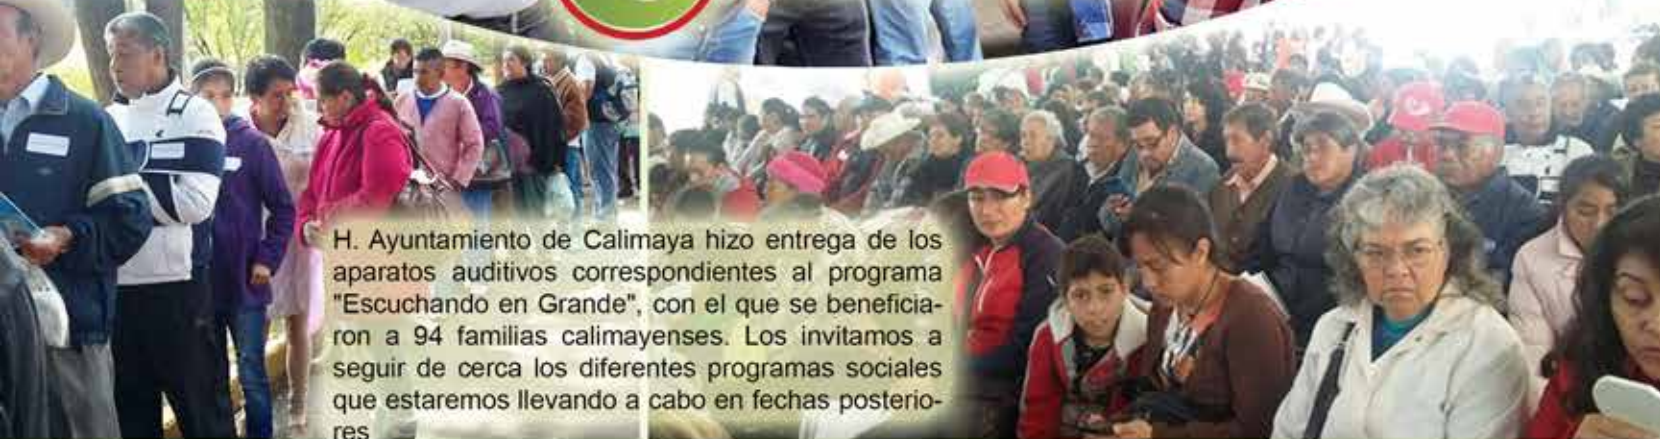 H. Ayuntamiento de Calimaya hizo entrega de los
aparatos auditivos correspondientes al programa
"Escuchando en Grande", con el que se beneficia-
ron a 94 familias calimayenses. Los invitamos a
seguir de cerca los diferentes programas sociales
que estaremos llevando a cabo en fechas posterio-
res